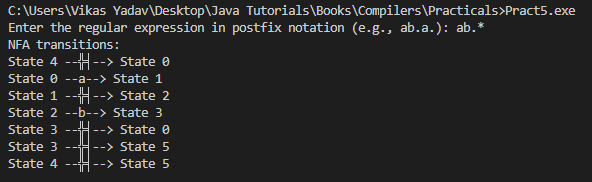 C:\Users\Vikas Yadav\Desktop\Java Tutorials\Books\Compilers\Practicals>Pract5.exe
Enter the regular expression in postfix notation (e.g., ab.a.): ab.*
NFA transitions:
State 4 --╬╡--> State 0
State 0 --a--> State 1
State 1 --╬╡--> State 2
State 2 --b--> State 3
State 3 --╬╡--> State 0
State 3 --╬╡--> State 5
State 4 --╬╡--> State 5